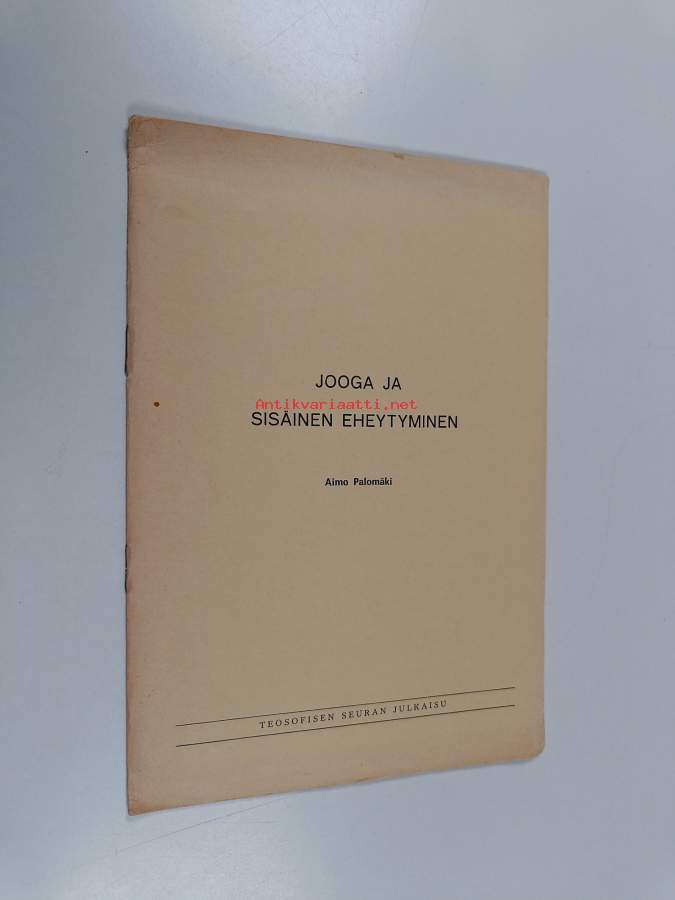 JOOGA JA
Antikvariaatti.net
SISÄINEN EHEYTYMINEN
Aimo Palomäki
TEOSOFISEN SEURAN JULKAISU